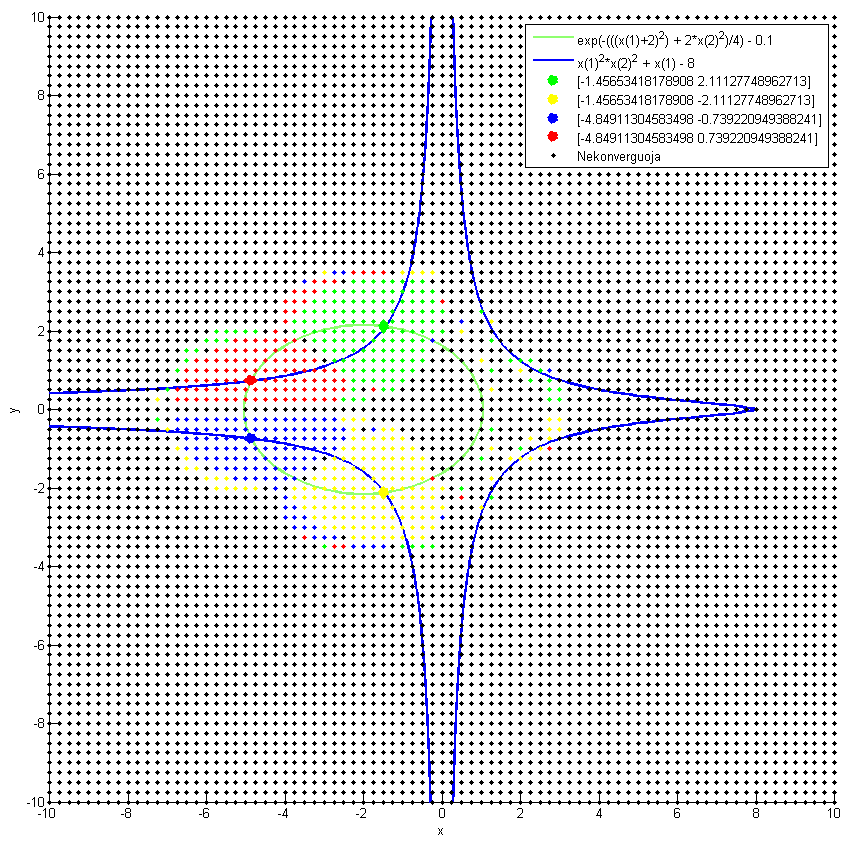 exp(-(((x(1)+2)²) + 2*x(2)²)/4) - 0.1
x(1)²*x(2)² + x(1) - 8
[-1.45653418178908 2.11127748962713]
[-1.45653418178908 -2.11127748962713]
[-4.84911304583498 -0.739220949388241]
[-4.84911304583498 0.739220949388241]
Nekonverguoja
10
8
6
4
2
0
-2
-4
-6
-8
-10
y
-10 -8 -6 -4 -2 0 2 4 6 8 10
x